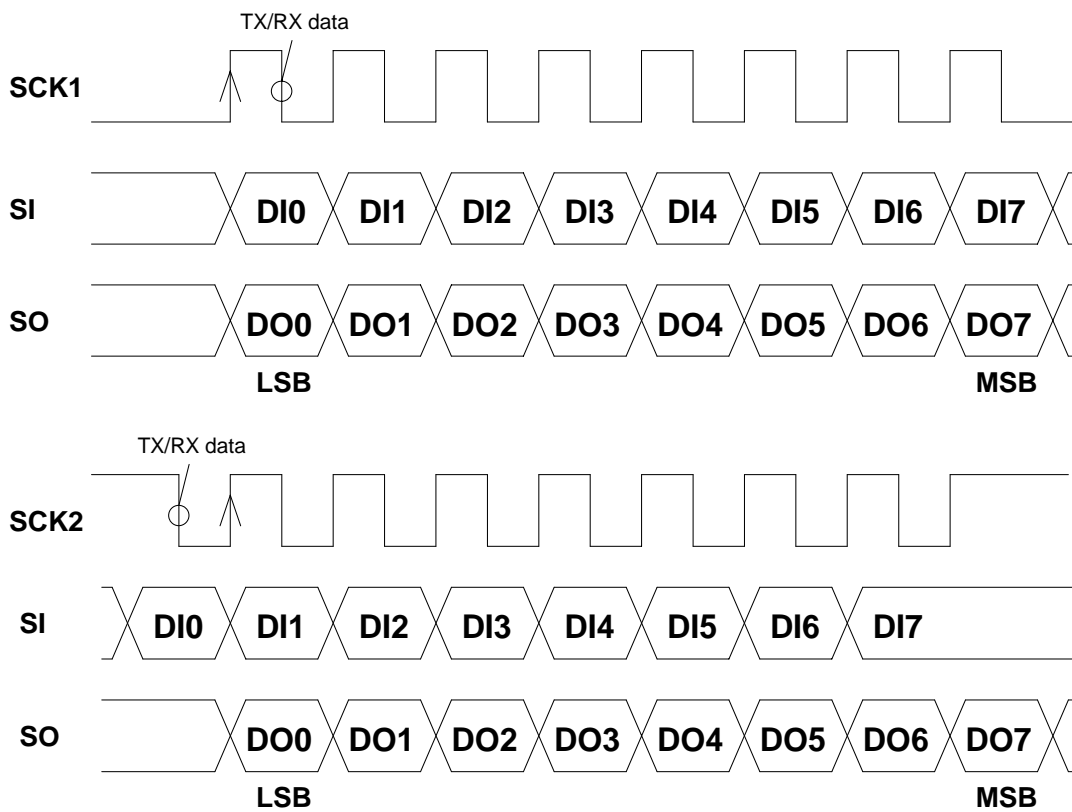 TX/RX data
SCK1
SI DI0 DI1 DI2 DI3 DI4 DI5 DI6 DI7
SO DO0 DO1 DO2 DO3 DO4 DO5 DO6 DO7
LSB MSB
TX/RX data
SCK2
SI DI0 DI1 DI2 DI3 DI4 DI5 DI6 DI7
SO DO0 DO1 DO2 DO3 DO4 DO5 DO6 DO7
LSB MSB